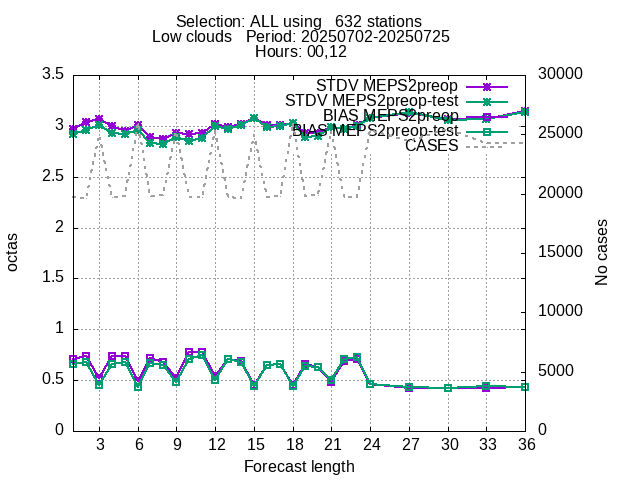 Selection: ALL using   632 stations
Low clouds   Period: 20250702-20250725
Hours: 00,12
STDV MEPS2preop
STDV MEPS2preop-test
BIAS MEPS2preop
BIAS MEPS2preop-test
CASES
octas
3.5
3
2.5
2
1.5
1
0.5
0
30000
25000
20000
15000
10000
5000
0
No cases
3 6 9 12 15 18 21 24 27 30 33 36
Forecast length